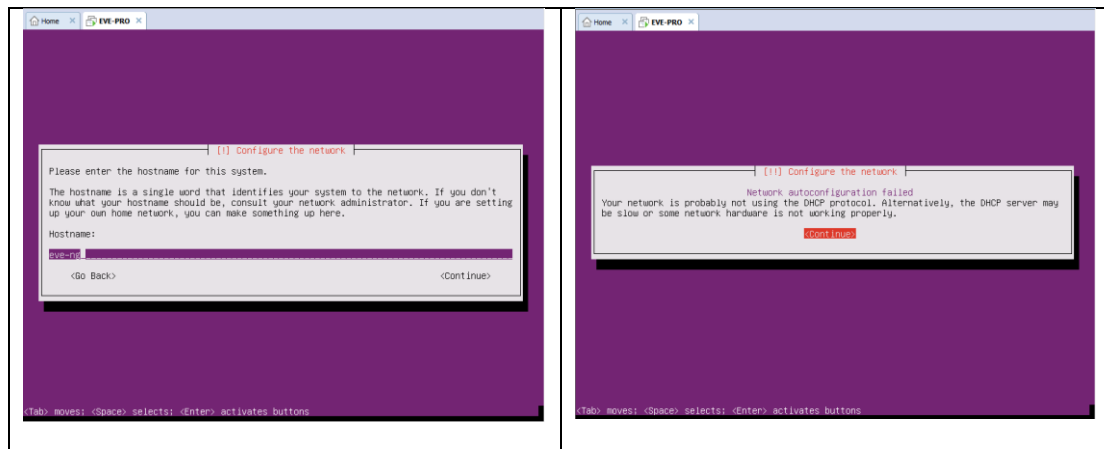 Home × EVE-PRO ×
[!] Configure the network
Please enter the hostname for this system.
The hostname is a single word that identifies your system to the network. If you don't
know what your hostname should be, consult your network administrator. If you are setting
up your own home network, you can make something up here.
Hostname:
eve-ng
<Go Back> <Continue>
<Tab> moves; <Space> selects; <Enter> activates buttons
Home × EVE-PRO ×
[!!] Configure the network
Network autoconfiguration failed
Your network is probably not using the DHCP protocol. Alternatively, the DHCP server may
be slow or some network hardware is not working properly.
<Continue>
<Tab> moves; <Space> selects; <Enter> activates buttons